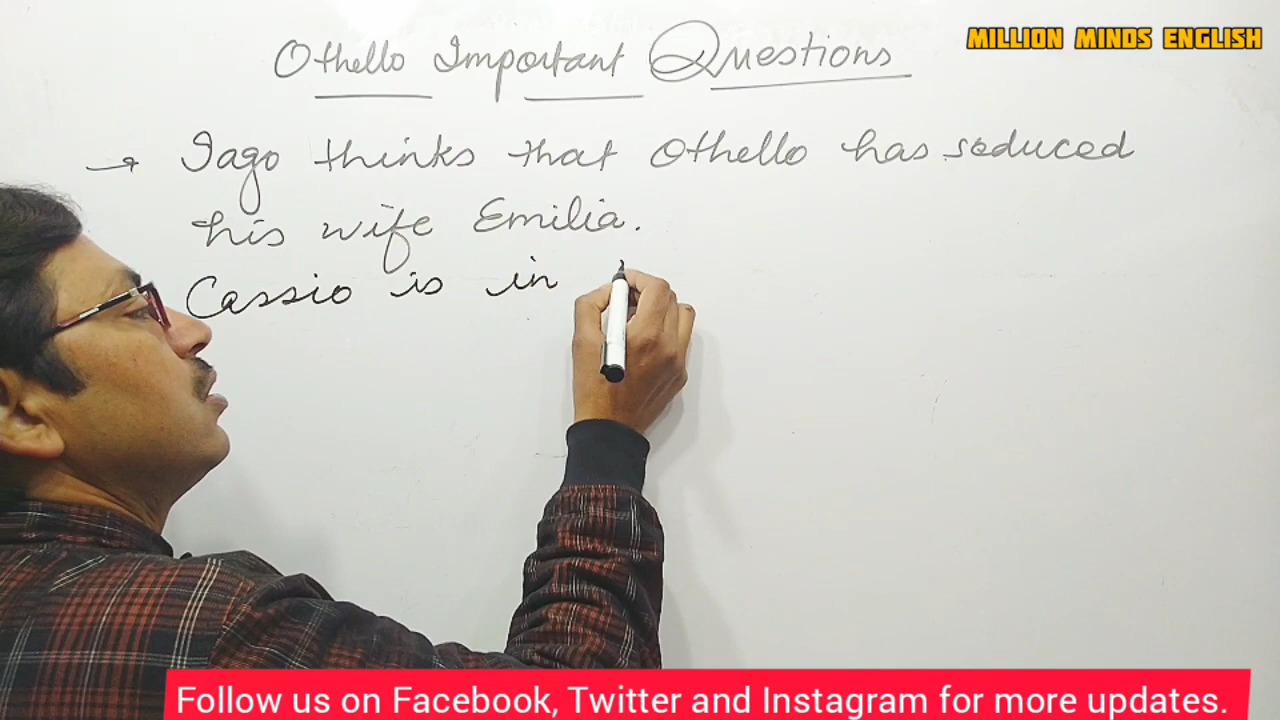 MILLION MINDS ENGLISH
Othello Important Questions
→ Iago thinks that Othello has seduced
his wife Emilia.
Cassio is in
Follow us on Facebook, Twitter and Instagram for more updates.